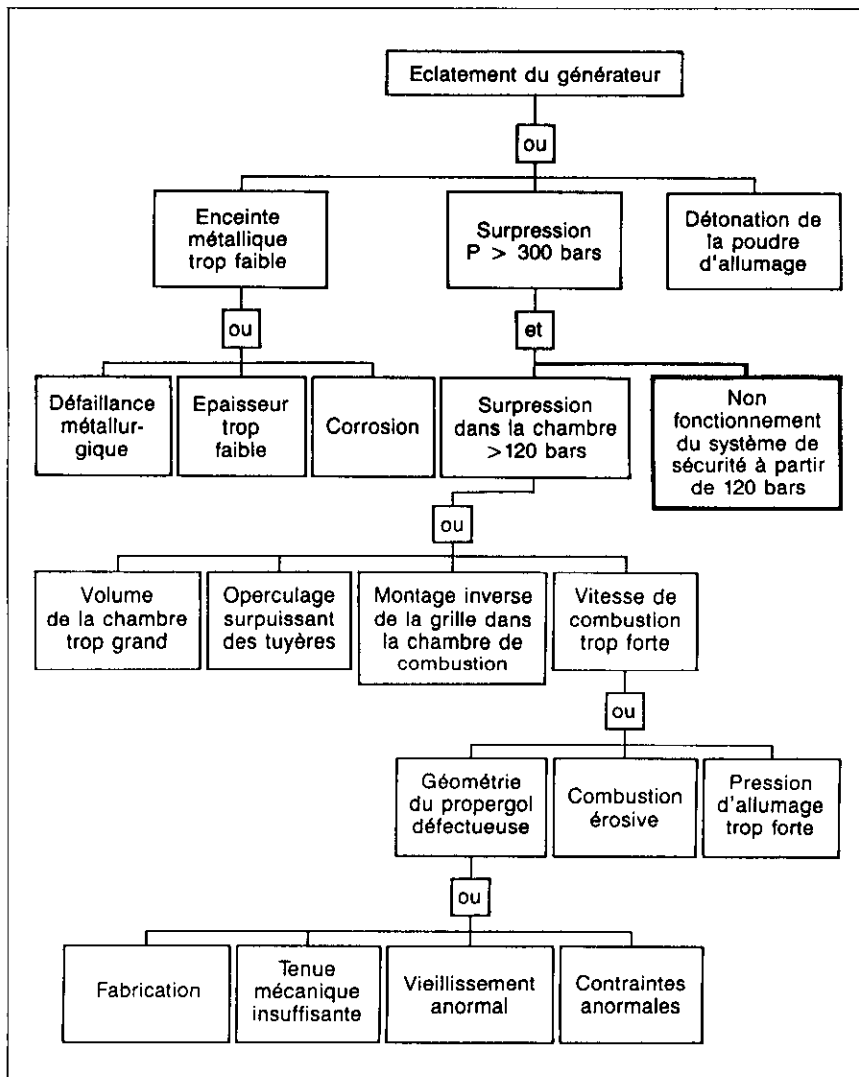 Eclatement du générateur
ou
Enceinte
métallique
trop faible
Surpression
P > 300 bars
Détonation de
la poudre
d'allumage
ou
et
Défaillance
métallur-
gique
Epaisseur
trop
faible
Corrosion
Surpression
dans la chambre
>120 bars
Non
fonctionnement
du système de
sécurité à partir
de 120 bars
ou
Volume
de la chambre
trop grand
Operculage
surpuissant
des tuyères
Montage inverse
de la grille dans
la chambre de
combustion
Vitesse de
combustion
trop forte
ou
Géométrie
du propergol
défectueuse
Combustion
érosive
Pression
d'allumage
trop forte
ou
Fabrication
Tenue
mécanique
insuffisante
Vieillissement
anormal
Contraintes
anormales